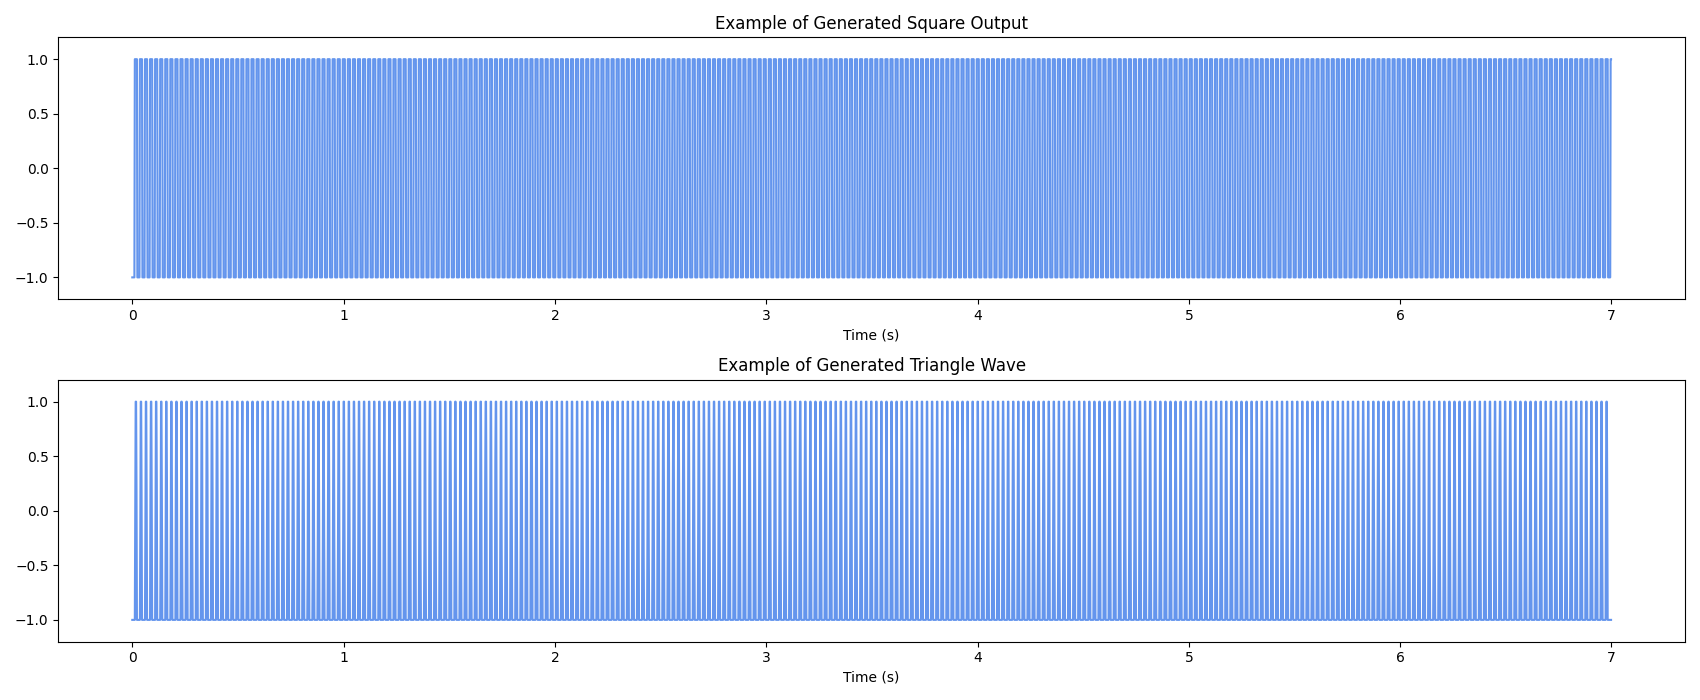 Example of Generated Square Output
1.0
0.5
0.0
−0.5
−1.0
0 1 2 3 4 5 6 7
Time (s)
Example of Generated Triangle Wave
1.0
0.5
0.0
−0.5
−1.0
0 1 2 3 4 5 6 7
Time (s)